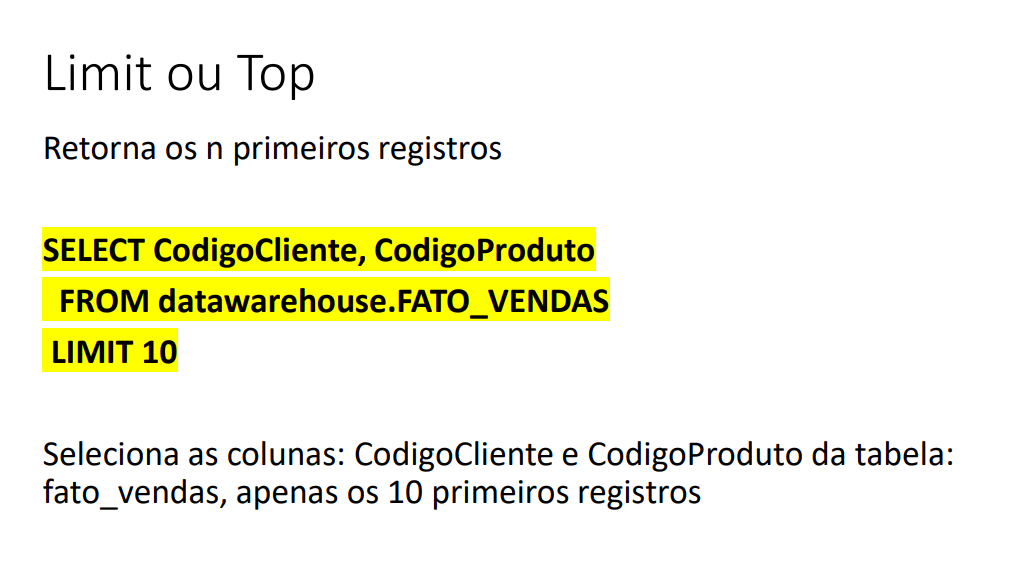 Limit ou Top
Retorna os n primeiros registros
SELECT CodigoCliente, CodigoProduto
FROM datawarehouse.FATO_VENDAS
LIMIT 10
Seleciona as colunas: CodigoCliente e CodigoProduto da tabela:
fato_vendas, apenas os 10 primeiros registros